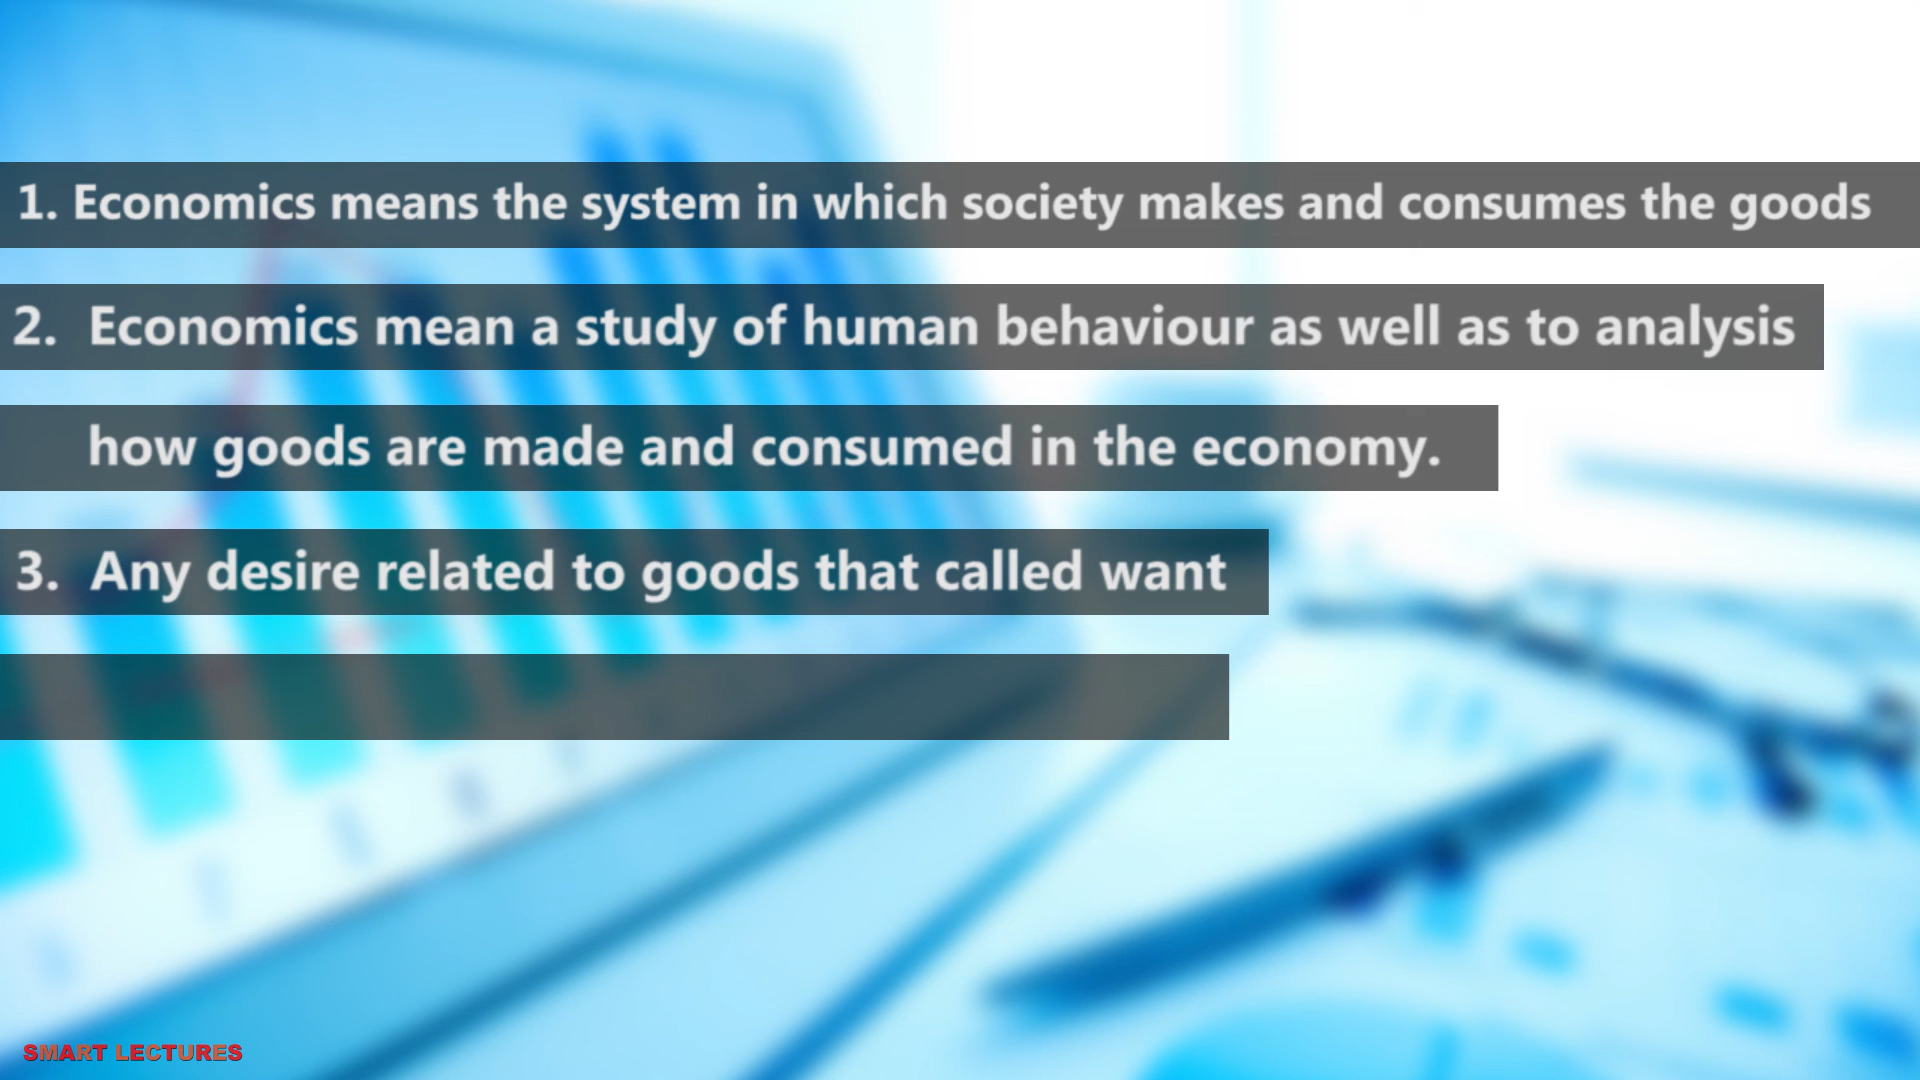 1. Economics means the system in which society makes and consumes the goods
2. Economics mean a study of human behaviour as well as to analysis
how goods are made and consumed in the economy.
3. Any desire related to goods that called want
SMART LECTURES